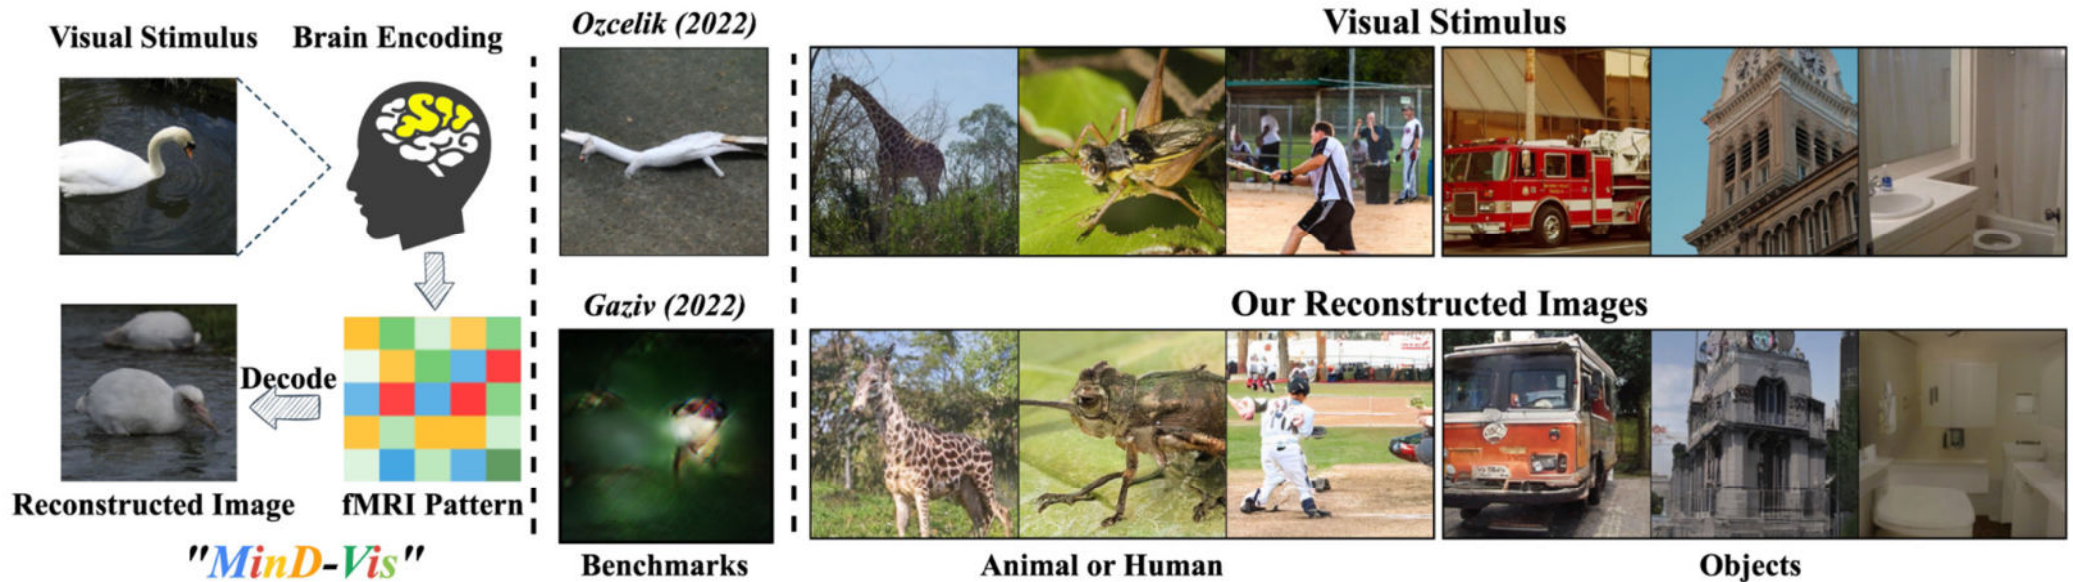 Visual Stimulus
Brain Encoding
Decode
Reconstructed Image
fMRI Pattern
"MinD-Vis"
Ozcelik (2022)
Gaziv (2022)
Benchmarks
Visual Stimulus
Our Reconstructed Images
Animal or Human
Objects